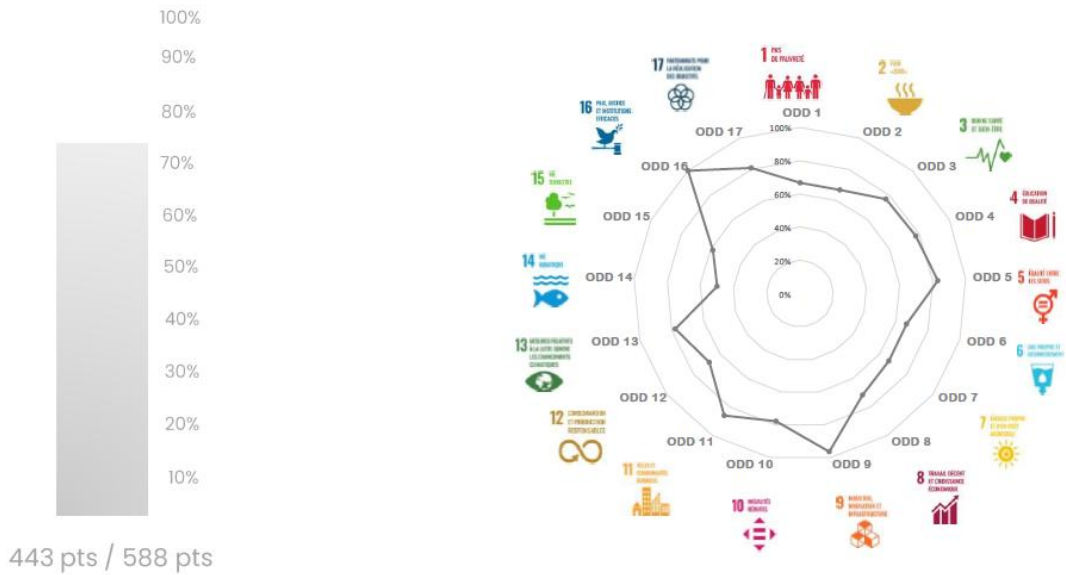 100%
90%
80%
70%
60%
50%
40%
30%
20%
10%
443 pts / 588 pts
1 PAS
DE PAUVRETÉ
2 FAIM
«ZÉRO»
3 BONNE SANTÉ
ET BIEN-ÊTRE
4 ÉDUCATION
DE QUALITÉ
5 ÉGALITÉ ENTRE
LES SEXES
6 EAU PROPRE ET
ASSAINISSEMENT
7 ÉNERGIE PROPRE
ET D'UN COÛT
ABORDABLE
8 TRAVAIL DÉCENT
ET CROISSANCE
ÉCONOMIQUE
9 INDUSTRIE,
INNOVATION ET
INFRASTRUCTURE
10 INÉGALITÉS
RÉDUITES
11 VILLES ET
COMMUNAUTÉS
DURABLES
12 CONSOMMATION
ET PRODUCTION
RESPONSABLES
13 MESURES RELATIVES
À LA LUTTE CONTRE
LES CHANGEMENTS
CLIMATIQUES
14 VIE
AQUATIQUE
15 VIE
TERRESTRE
16 PAIX, JUSTICE
ET INSTITUTIONS
EFFICACES
17 PARTENARIATS POUR
LA RÉALISATION
DES OBJECTIFS
ODD 1
ODD 2
ODD 3
ODD 4
ODD 5
ODD 6
ODD 7
ODD 8
ODD 9
ODD 10
ODD 11
ODD 12
ODD 13
ODD 14
ODD 15
ODD 16
ODD 17
100%
80%
60%
40%
20%
0%